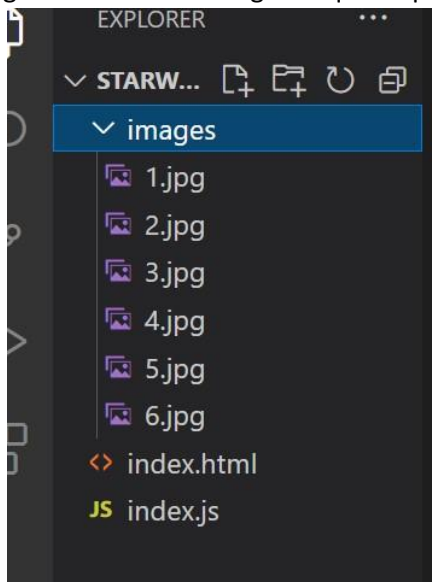 EXPLORER ...
STARW...
images
1.jpg
2.jpg
3.jpg
4.jpg
5.jpg
6.jpg
<> index.html
JS index.js